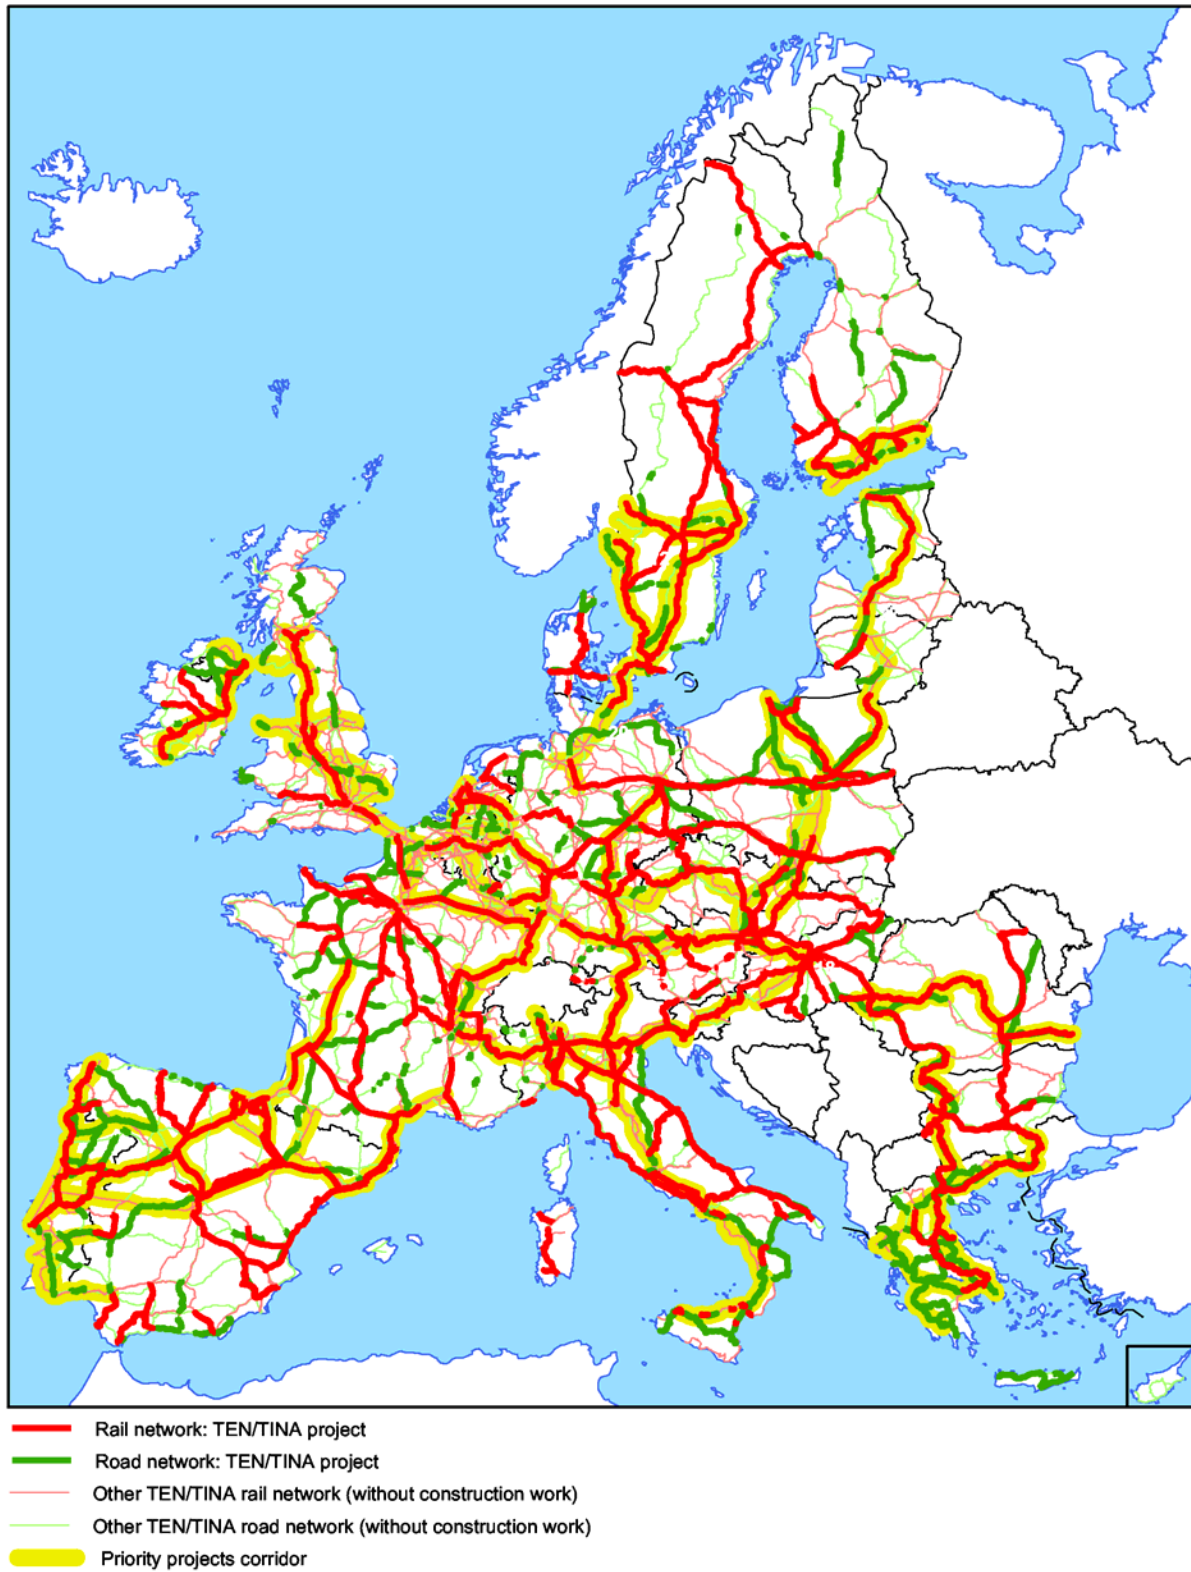 Rail network: TEN/TINA project
Road network: TEN/TINA project
Other TEN/TINA rail network (without construction work)
Other TEN/TINA road network (without construction work)
Priority projects corridor